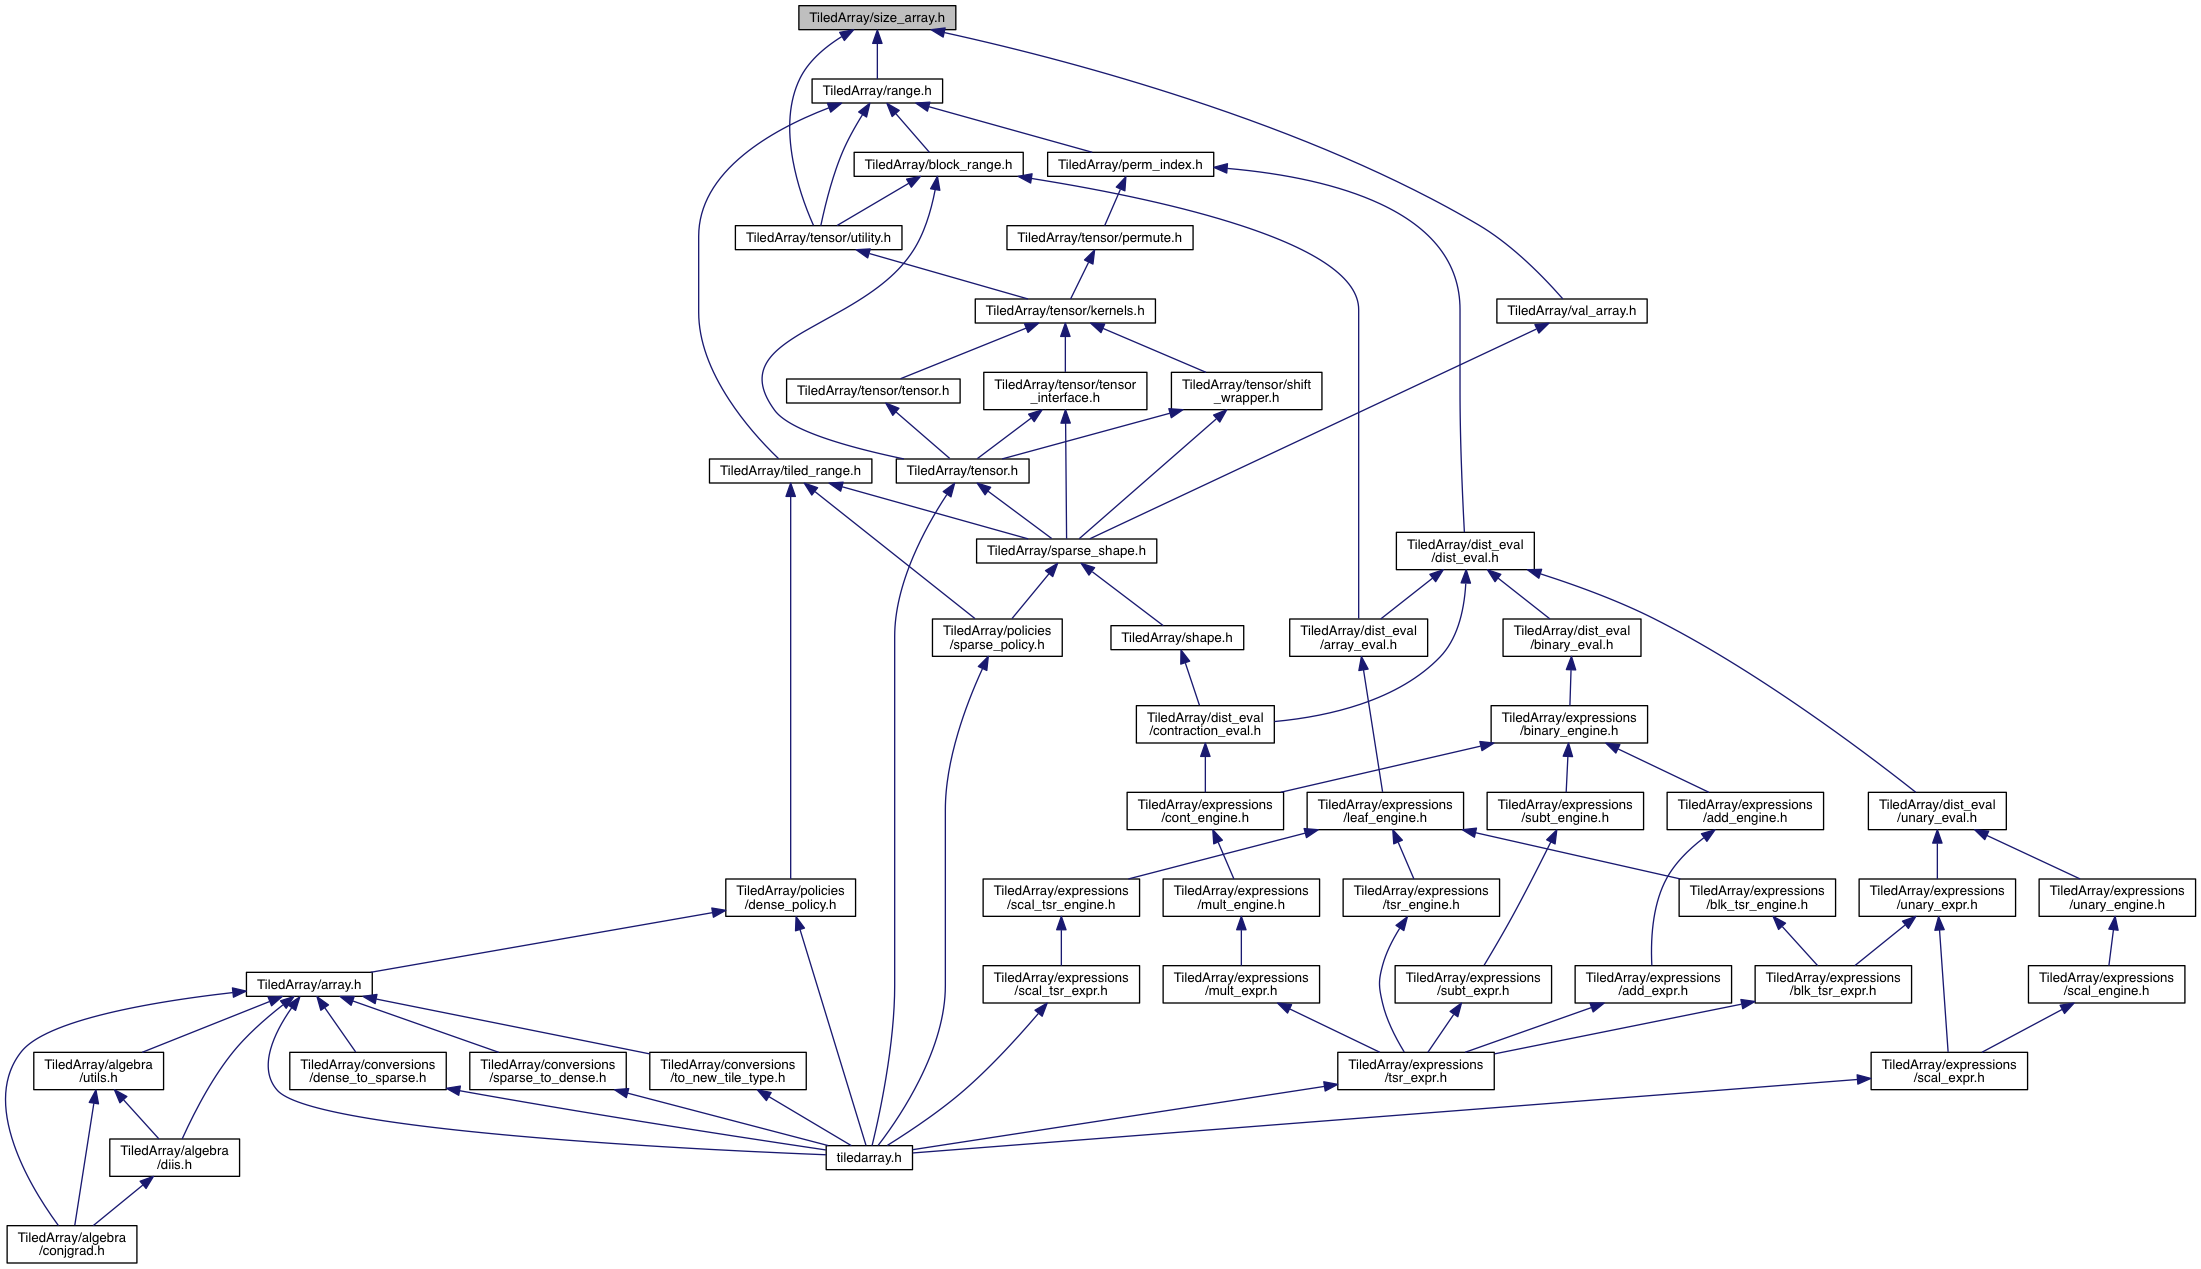 TiledArray/size_array.h
TiledArray/range.h
TiledArray/block_range.h
TiledArray/perm_index.h
TiledArray/tensor/utility.h
TiledArray/tensor/permute.h
TiledArray/tensor/kernels.h
TiledArray/val_array.h
TiledArray/tensor/tensor.h
TiledArray/tensor/tensor
_interface.h
TiledArray/tensor/shift
_wrapper.h
TiledArray/tiled_range.h
TiledArray/tensor.h
TiledArray/sparse_shape.h
TiledArray/dist_eval
/dist_eval.h
TiledArray/policies
/sparse_policy.h
TiledArray/shape.h
TiledArray/dist_eval
/array_eval.h
TiledArray/dist_eval
/binary_eval.h
TiledArray/dist_eval
/contraction_eval.h
TiledArray/expressions
/binary_engine.h
TiledArray/expressions
/cont_engine.h
TiledArray/expressions
/leaf_engine.h
TiledArray/expressions
/subt_engine.h
TiledArray/expressions
/add_engine.h
TiledArray/dist_eval
/unary_eval.h
TiledArray/policies
/dense_policy.h
TiledArray/expressions
/scal_tsr_engine.h
TiledArray/expressions
/mult_engine.h
TiledArray/expressions
/tsr_engine.h
TiledArray/expressions
/blk_tsr_engine.h
TiledArray/expressions
/unary_expr.h
TiledArray/expressions
/unary_engine.h
TiledArray/array.h
TiledArray/expressions
/scal_tsr_expr.h
TiledArray/expressions
/mult_expr.h
TiledArray/expressions
/subt_expr.h
TiledArray/expressions
/add_expr.h
TiledArray/expressions
/blk_tsr_expr.h
TiledArray/expressions
/scal_engine.h
TiledArray/algebra
/utils.h
TiledArray/conversions
/dense_to_sparse.h
TiledArray/conversions
/sparse_to_dense.h
TiledArray/conversions
/to_new_tile_type.h
TiledArray/expressions
/tsr_expr.h
TiledArray/expressions
/scal_expr.h
TiledArray/algebra
/diis.h
tiledarray.h
TiledArray/algebra
/conjgrad.h